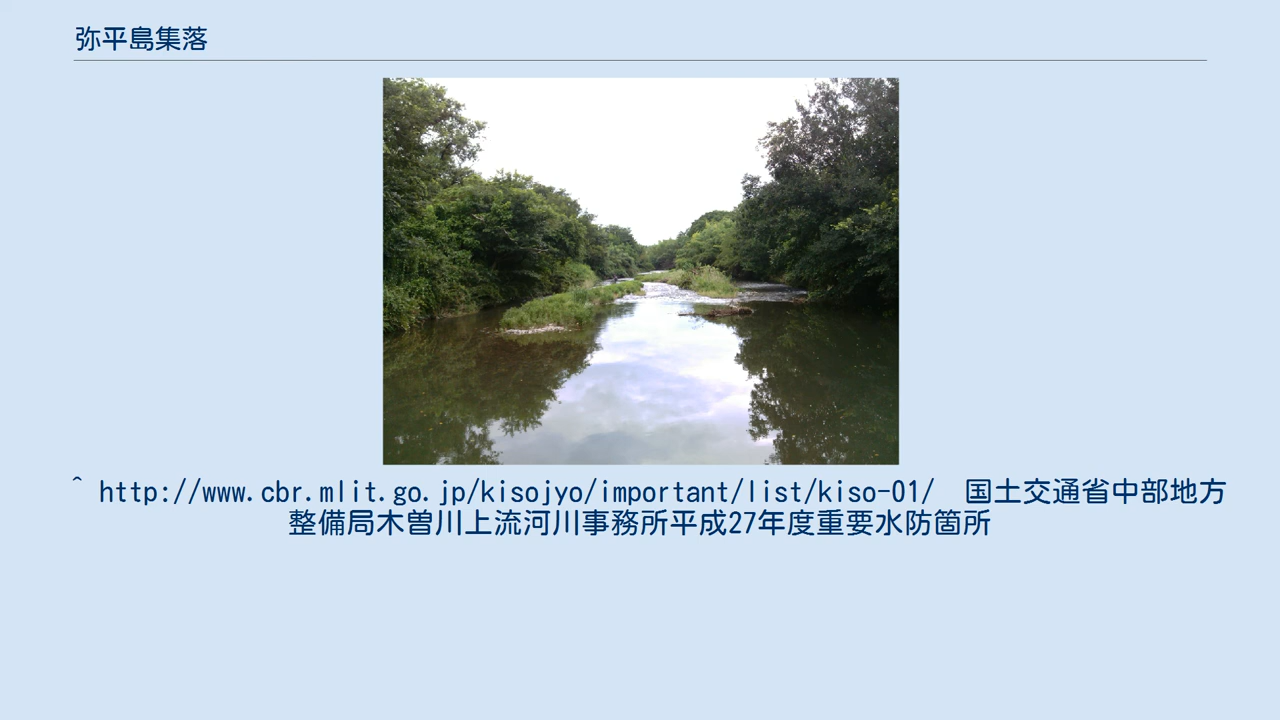 弥平島集落
^ http://www.cbr.mlit.go.jp/kisojyo/important/list/kiso-01/　国土交通省中部地方
整備局木曽川上流河川事務所平成27年度重要水防箇所